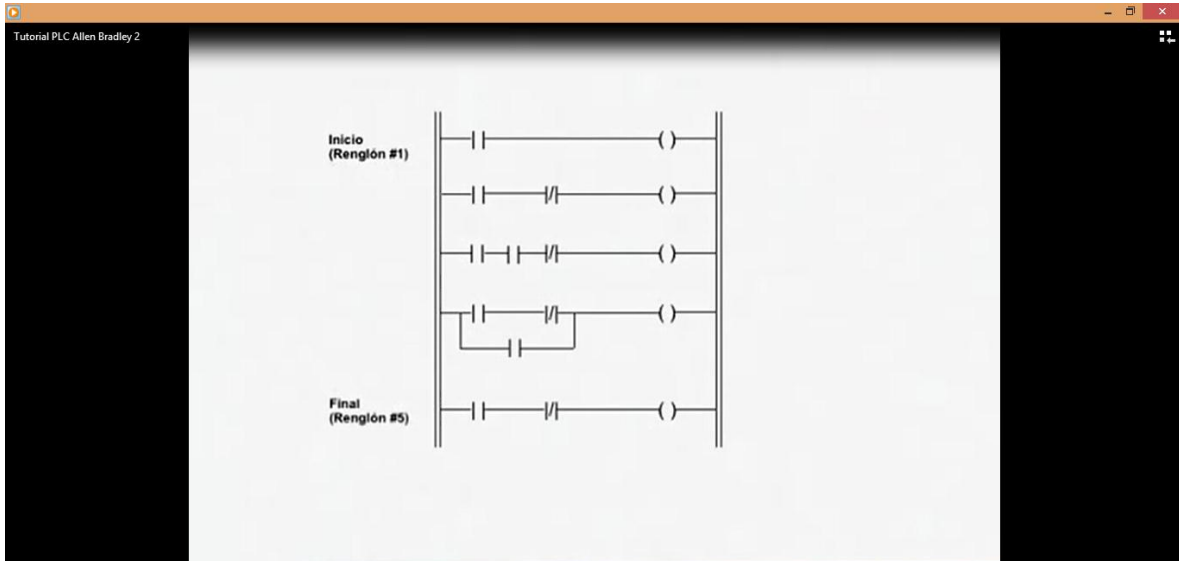 Tutorial PLC Allen Bradley 2
Inicio
(Renglón #1)
Final
(Renglón #5)